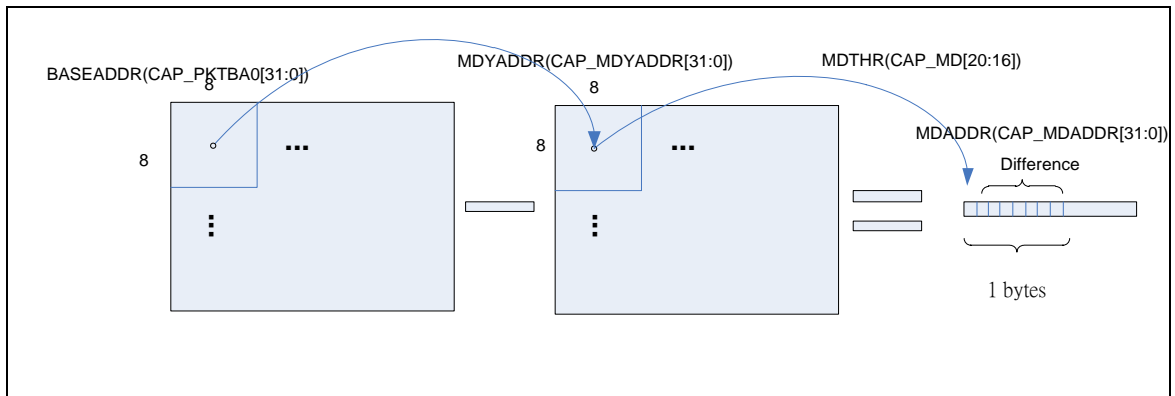 BASEADDR(CAP_PKTBA0[31:0])
MDYADDR(CAP_MDYADDR[31:0])
MDTHR(CAP_MD[20:16])
8
8
MDADDR(CAP_MDADDR[31:0])
8
...
8
...
Difference
...
...
1 bytes